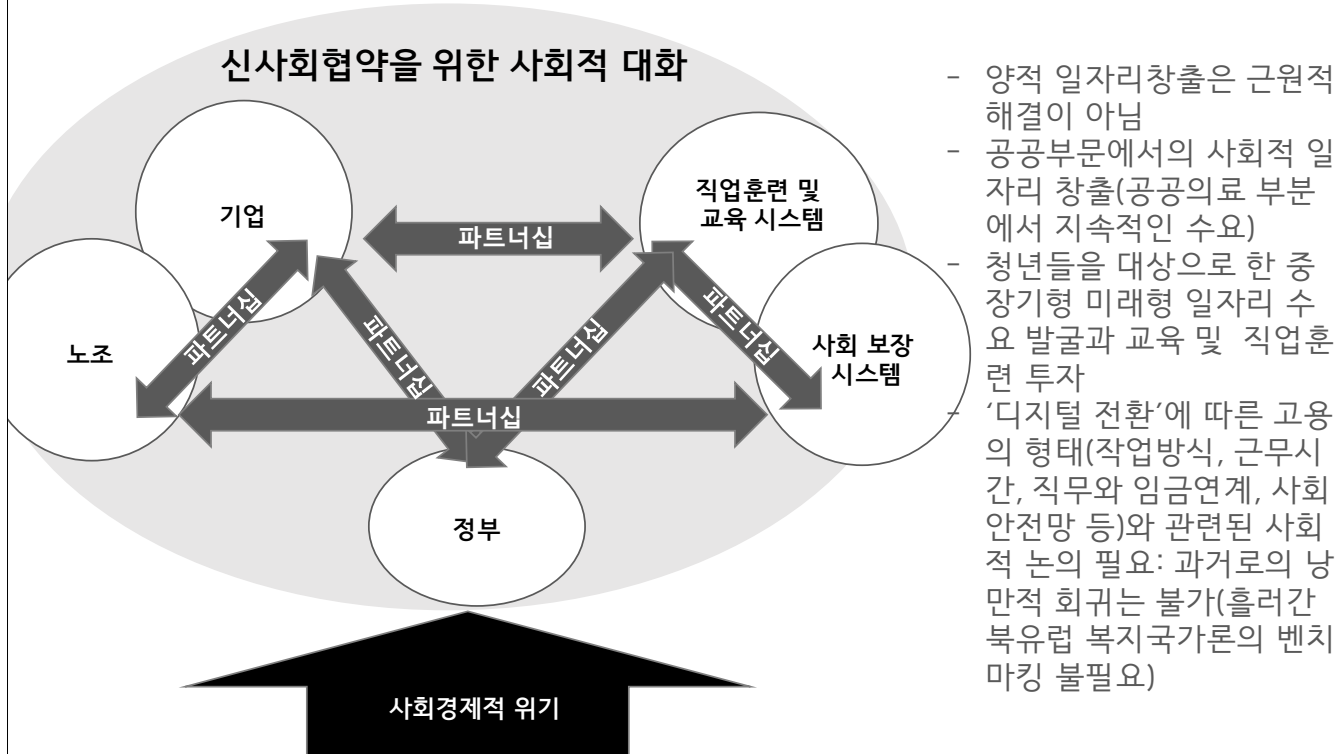 신사회협약을 위한 사회적 대화
기업
직업훈련 및
교육 시스템
파트너십
노조
파트너십
파트너십
파트너십
파트너십
사회 보장
시스템
파트너십
정부
사회경제적 위기
- 양적 일자리창출은 근원적
해결이 아님
- 공공부문에서의 사회적 일
자리 창출(공공의료 부분
에서 지속적인 수요)
- 청년들을 대상으로 한 중
장기형 미래형 일자리 수
요 발굴과 교육 및 직업훈
련 투자
- ‘디지털 전환’에 따른 고용
의 형태(작업방식, 근무시
간, 직무와 임금연계, 사회
안전망 등)와 관련된 사회
적 논의 필요: 과거로의 낭
만적 회귀는 불가(흘러간
북유럽 복지국가론의 벤치
마킹 불필요)